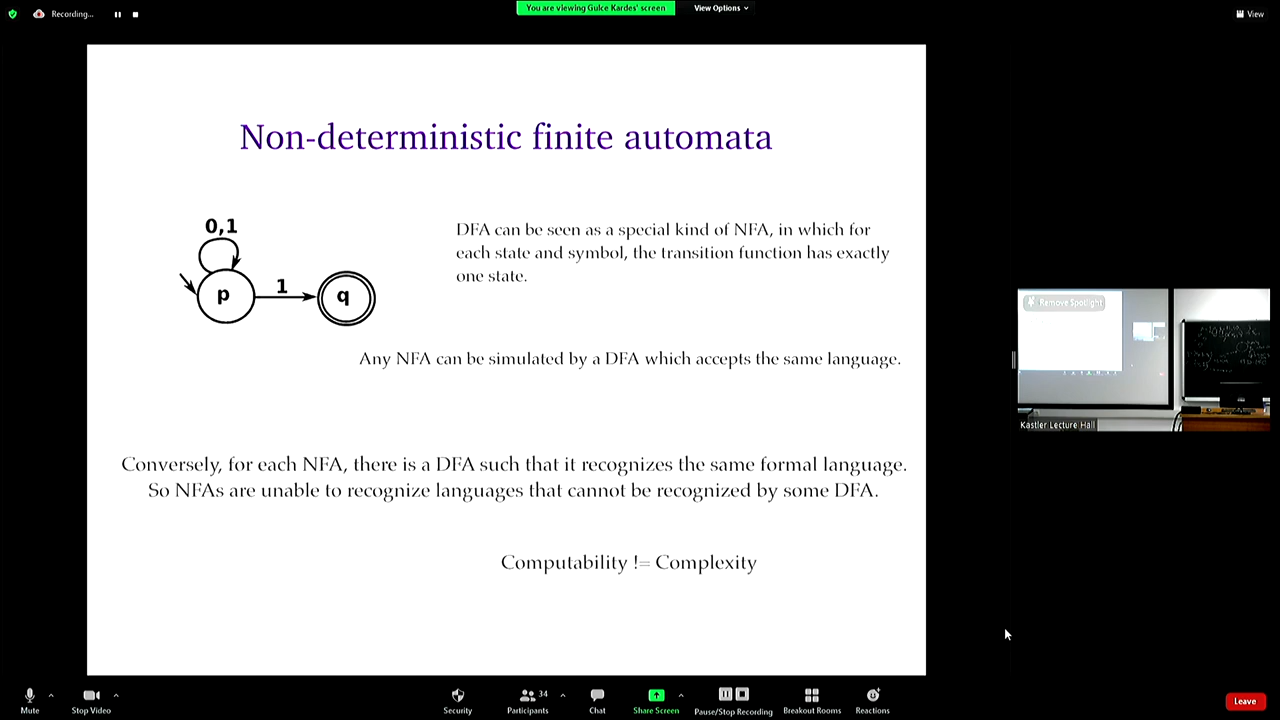 Recording...
You are viewing Gulce Kardes' screen
View Options
View
Non-deterministic finite automata
0,1
p
1
q
DFA can be seen as a special kind of NFA, in which for
each state and symbol, the transition function has exactly
one state.
Any NFA can be simulated by a DFA which accepts the same language.
Conversely, for each NFA, there is a DFA such that it recognizes the same formal language.
So NFAs are unable to recognize languages that cannot be recognized by some DFA.
Computability != Complexity
Remove Spotlight
Kastler Lecture Hall
Mute
Stop Video
Security
Participants
34
Chat
Share Screen
Pause/Stop Recording
Breakout Rooms
Reactions
Leave